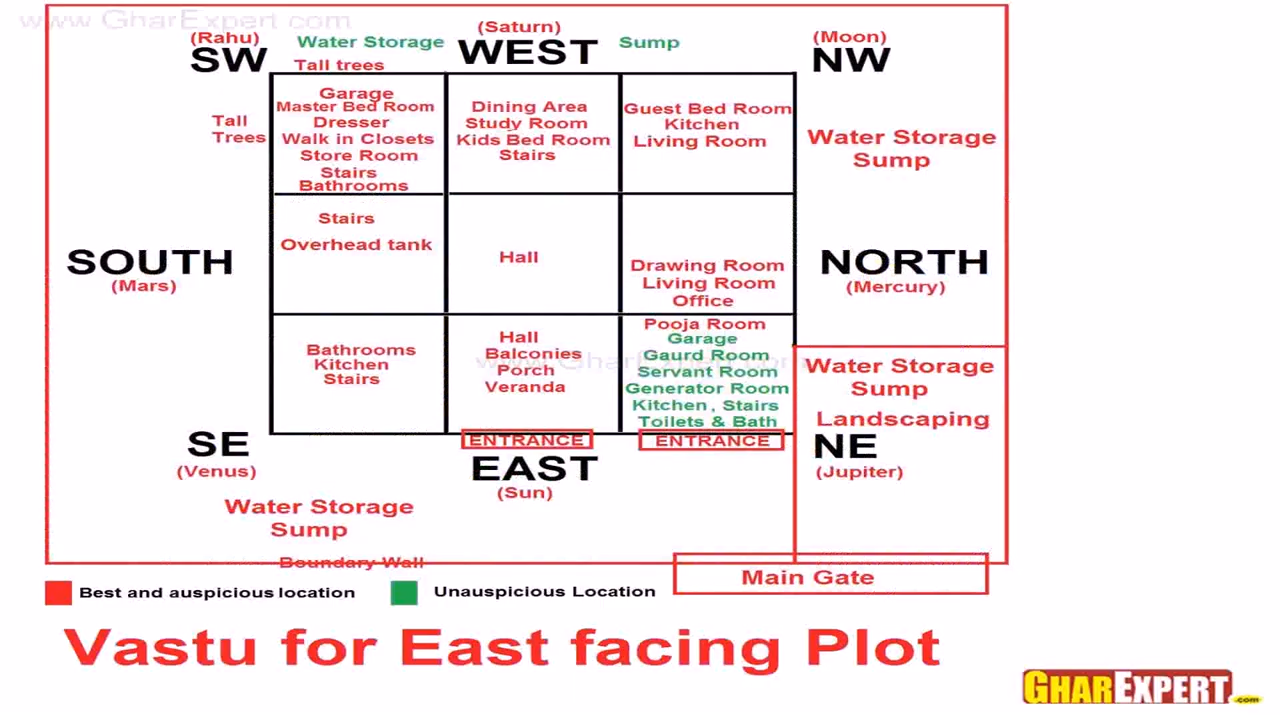 www GharExpert com
(Rahu)
SW
Water Storage
Tall trees
(Saturn)
WEST
Sump
(Moon)
NW
Tall
Trees
Garage
Master Bed Room
Dresser
Walk in Closets
Store Room
Stairs
Bathrooms
Dining Area
Study Room
Kids Bed Room
Stairs
Guest Bed Room
Kitchen
Living Room
Water Storage
Sump
SOUTH
(Mars)
Stairs
Overhead tank
Hall
Drawing Room
Living Room
Office
NORTH
(Mercury)
Bathrooms
Kitchen
Stairs
Hall
Balconies
Porch
Veranda
Pooja Room
Garage
Gaurd Room
Servant Room
Generator Room
Kitchen , Stairs
Toilets & Bath
www GharExpert com
Water Storage
Sump
Landscaping
NE
(Jupiter)
SE
(Venus)
ENTRANCE
ENTRANCE
EAST
(Sun)
Water Storage
Sump
Boundary Wall
Main Gate
Best and auspicious location
Unauspicious Location
Vastu for East facing Plot
GHAREXPERT.com